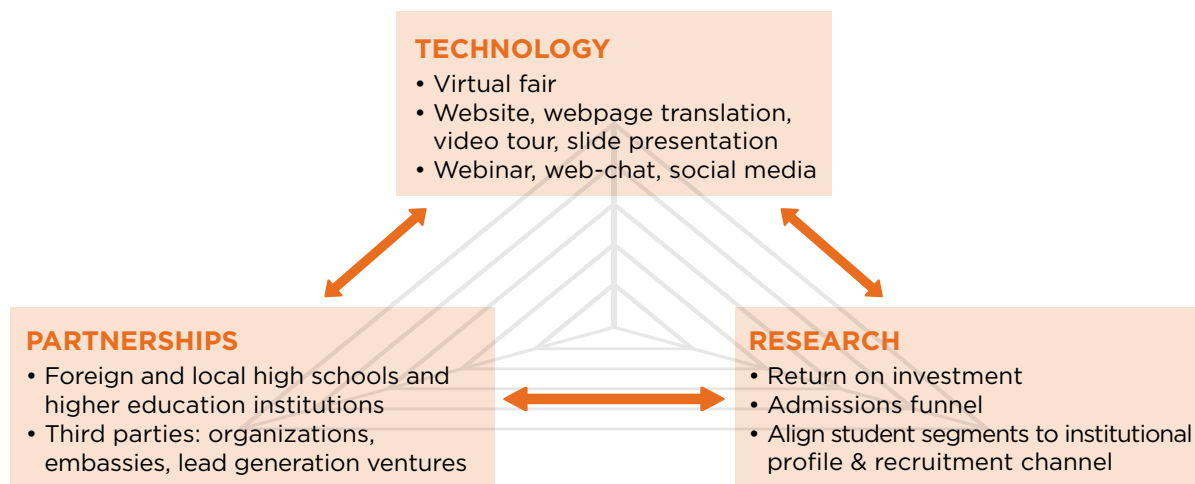 TECHNOLOGY
• Virtual fair
• Website, webpage translation,
video tour, slide presentation
• Webinar, web-chat, social media
PARTNERSHIPS
• Foreign and local high schools and
higher education institutions
• Third parties: organizations,
embassies, lead generation ventures
RESEARCH
• Return on investment
• Admissions funnel
• Align student segments to institutional
profile & recruitment channel